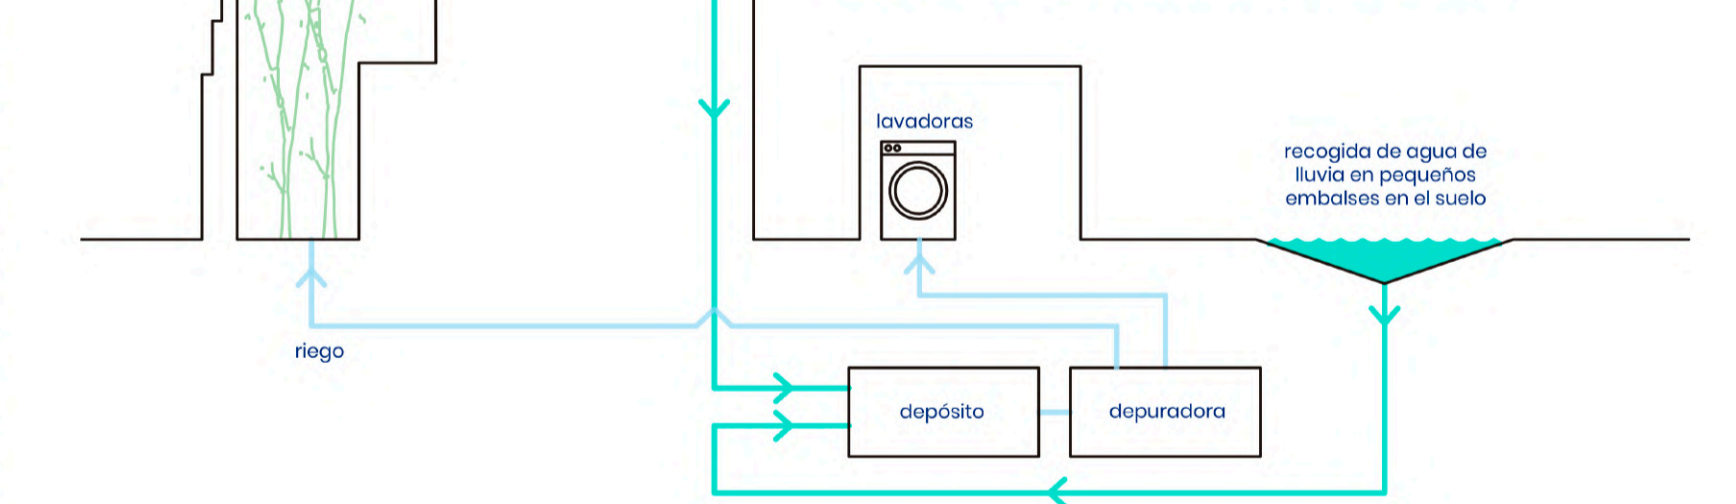 lavadoras
recogida de agua de
lluvia en pequeños
embalses en el suelo
riego
depósito
depuradora